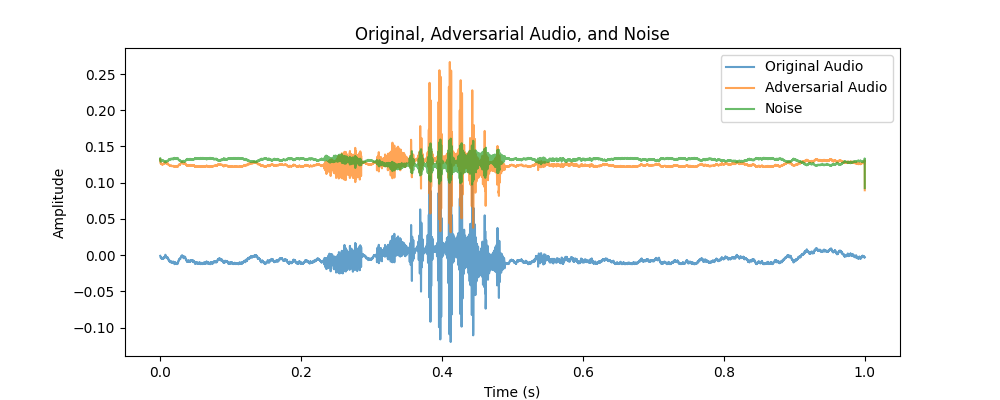 Original, Adversarial Audio, and Noise
Original Audio
Adversarial Audio
Noise
Amplitude
0.25
0.20
0.15
0.10
0.05
0.00
−0.05
−0.10
0.0 0.2 0.4 0.6 0.8 1.0
Time (s)